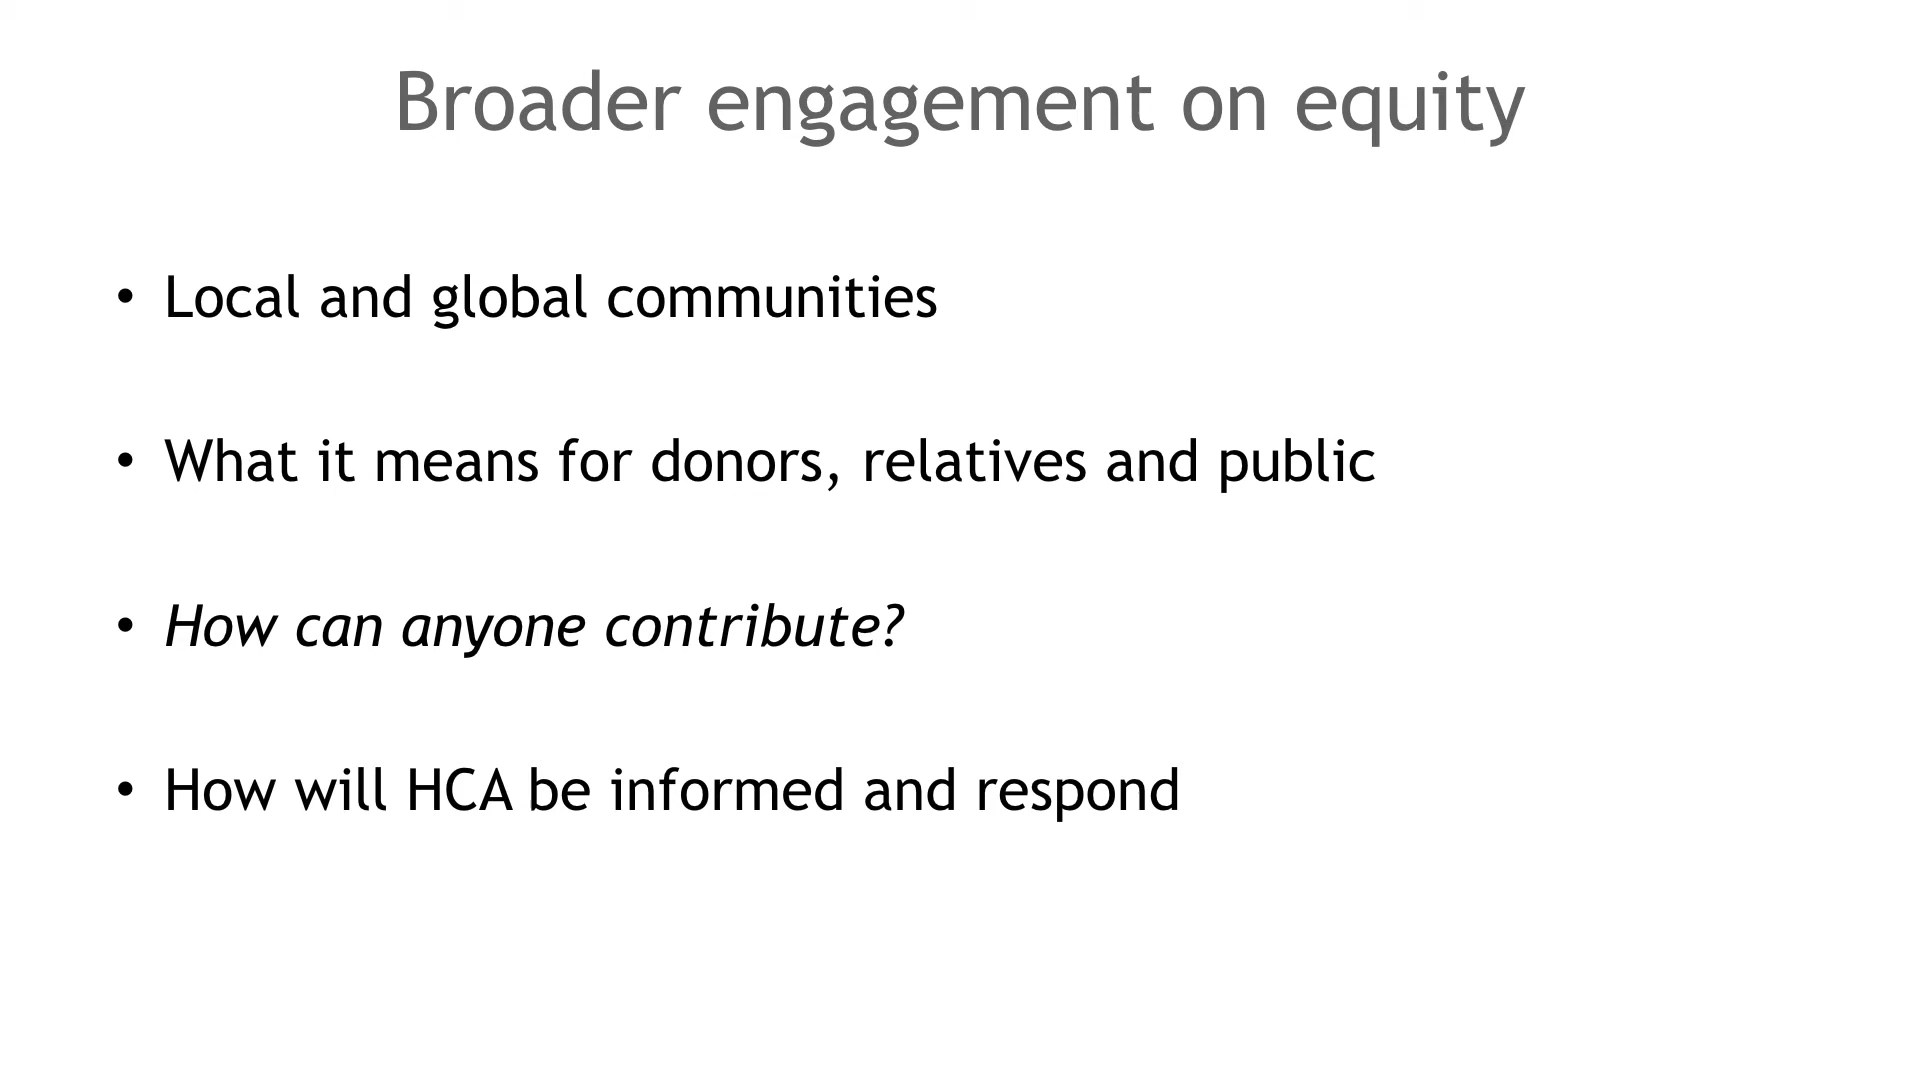 Broader engagement on equity
• Local and global communities
• What it means for donors, relatives and public
• How can anyone contribute?
• How will HCA be informed and respond